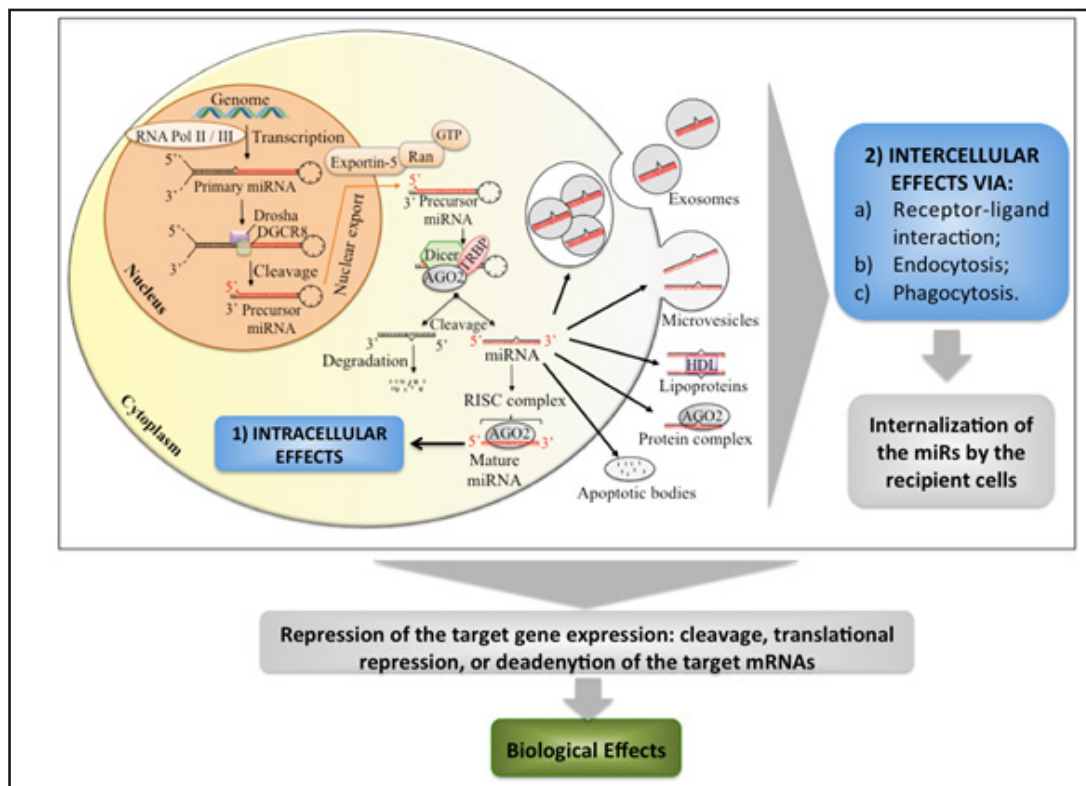 Genome
RNA Pol II / III
Transcription
5'
3'
Primary miRNA
Drosha
DGCR8
5'
3'
Cleavage
5'
3'
Precursor
miRNA
Nucleus
Nuclear export
Exportin-5
Ran
GTP
5'
3'
Precursor
miRNA
Dicer
TRBP
AGO2
Cleavage
3'
5'
Degradation
5'
3'
miRNA
RISC complex
AGO2
5'
3'
Mature
miRNA
1) INTRACELLULAR
EFFECTS
Cytoplasm
Exosomes
Microvesicles
HDL
Lipoproteins
AGO2
Protein complex
Apoptotic bodies
2) INTERCELLULAR
EFFECTS VIA:
a) Receptor-ligand
interaction;
b) Endocytosis;
c) Phagocytosis.
Internalization of
the miRs by the
recipient cells
Repression of the target gene expression: cleavage, translational
repression, or deadenytion of the target mRNAs
Biological Effects